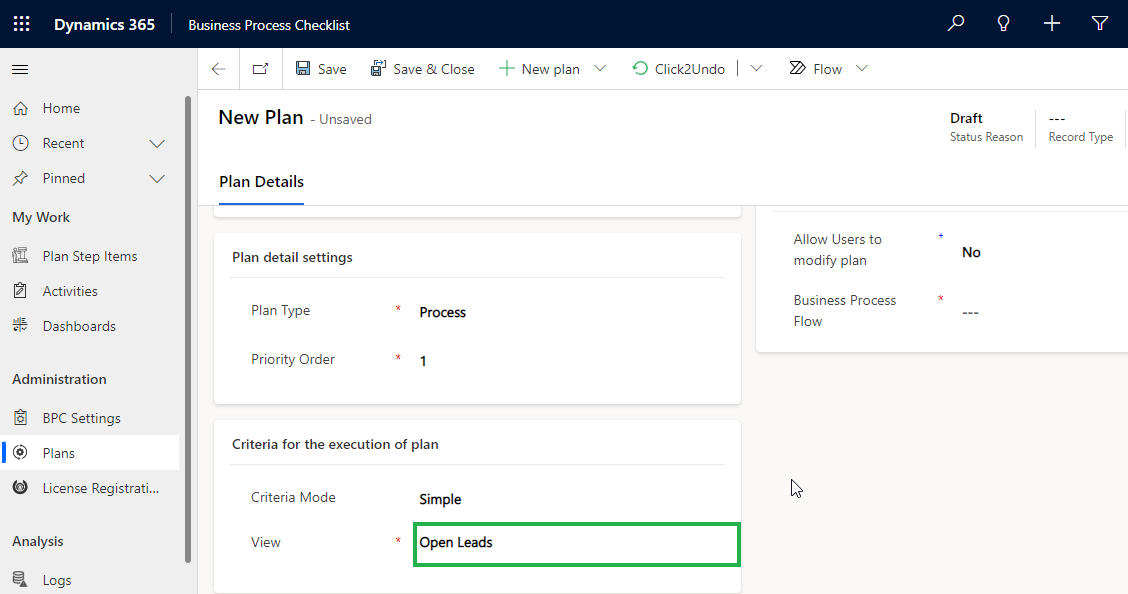 Dynamics 365 Business Process Checklist
Save Save & Close New plan Click2Undo Flow
Home
Recent
Pinned
My Work
Plan Step Items
Activities
Dashboards
Administration
BPC Settings
Plans
License Registrati...
Analysis
Logs
New Plan - Unsaved
Draft
Status Reason
---
Record Type
Plan Details
Plan detail settings
Plan Type * Process
Priority Order * 1
Criteria for the execution of plan
Criteria Mode Simple
View * Open Leads
Allow Users to
modify plan
+ No
Business Process
Flow
* ---